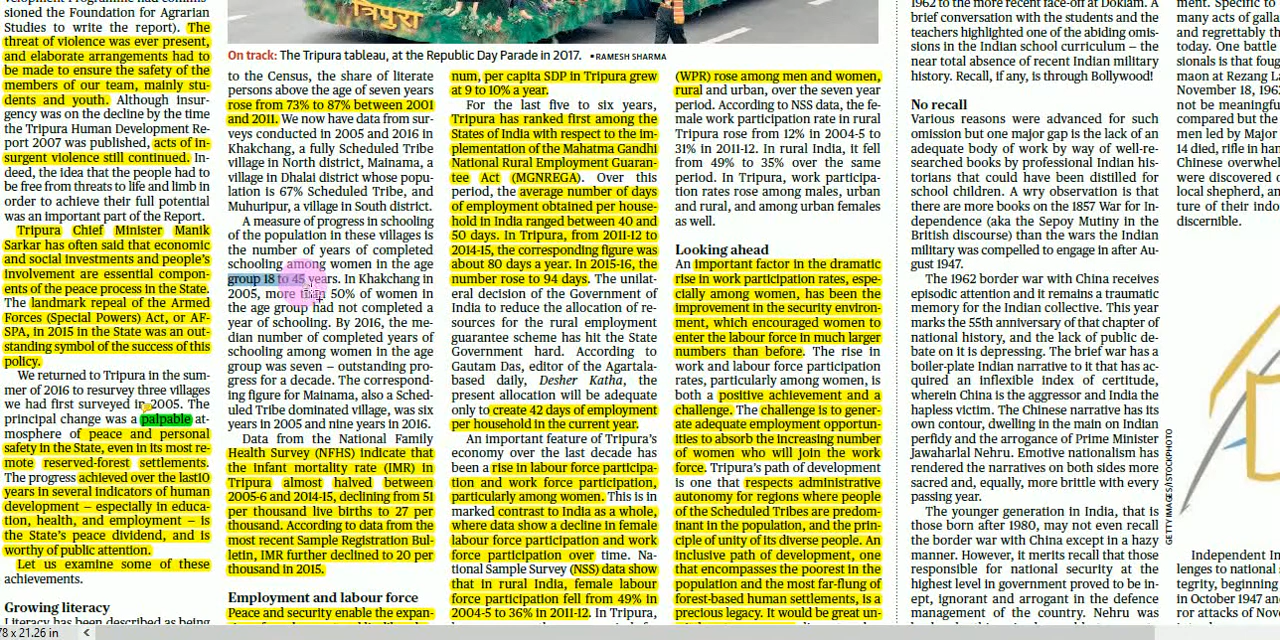 velopment Programme had commis-
sioned the Foundation for Agrarian
Studies to write the report). The
threat of violence was ever present,
and elaborate arrangements had to
be made to ensure the safety of the
members of our team, mainly stu-
dents and youth. Although insur-
gency was on the decline by the time
the Tripura Human Development Re-
port 2007 was published, acts of in-
surgent violence still continued. In-
deed, the idea that the people had to
be free from threats to life and limb in
order to achieve their full potential
was an important part of the Report.
Tripura Chief Minister Manik
Sarkar has often said that economic
and social investments and people's
involvement are essential compon-
ents of the peace process in the State.
The landmark repeal of the Armed
Forces (Special Powers) Act, or AF-
SPA, in 2015 in the State was an out-
standing symbol of the success of this
policy.
We returned to Tripura in the sum-
mer of 2016 to resurvey three villages
we had first surveyed in 2005. The
principal change was a palpable at-
mosphere of peace and personal
safety in the State, even in its most re-
mote reserved-forest settlements.
The progress achieved over the last10
years in several indicators of human
development – especially in educa-
tion, health, and employment – is
the State's peace dividend, and is
worthy of public attention.
Let us examine some of these
achievements.
Growing literacy
Literacy has been described as being
त्रिपुरा
On track: The Tripura tableau, at the Republic Day Parade in 2017. •RAMESH SHARMA
to the Census, the share of literate
persons above the age of seven years
rose from 73% to 87% between 2001
and 2011. We now have data from sur-
veys conducted in 2005 and 2016 in
Khakchang, a fully Scheduled Tribe
village in North district, Mainama, a
village in Dhalai district whose popu-
lation is 67% Scheduled Tribe, and
Muhuripur, a village in South district.
A measure of progress in schooling
of the population in these villages is
the number of years of completed
schooling among women in the age
group 18 to 45 years. In Khakchang in
2005, more than 50% of women in
the age group had not completed a
year of schooling. By 2016, the me-
dian number of completed years of
schooling among women in the age
group was seven – outstanding pro-
gress for a decade. The correspond-
ing figure for Mainama, also a Sched-
uled Tribe dominated village, was six
years in 2005 and nine years in 2016.
Data from the National Family
Health Survey (NFHS) indicate that
the infant mortality rate (IMR) in
Tripura almost halved between
2005-6 and 2014-15, declining from 51
per thousand live births to 27 per
thousand. According to data from the
most recent Sample Registration Bul-
letin, IMR further declined to 20 per
thousand in 2015.
Employment and labour force
Peace and security enable the expan-
num, per capita SDP in Tripura grew
at 9 to 10% a year.
For the last five to six years,
Tripura has ranked first among the
States of India with respect to the im-
plementation of the Mahatma Gandhi
National Rural Employment Guaran-
tee Act (MGNREGA). Over this
period, the average number of days
of employment obtained per house-
hold in India ranged between 40 and
50 days. In Tripura, from 2011-12 to
2014-15, the corresponding figure was
about 80 days a year. In 2015-16, the
number rose to 94 days. The unilat-
eral decision of the Government of
India to reduce the allocation of re-
sources for the rural employment
guarantee scheme has hit the State
Government hard. According to
Gautam Das, editor of the Agartala-
based daily, Desher Katha, the
present allocation will be adequate
only to create 42 days of employment
per household in the current year.
An important feature of Tripura's
economy over the last decade has
been a rise in labour force participa-
tion and work force participation,
particularly among women. This is in
marked contrast to India as a whole,
where data show a decline in female
labour force participation and work
force participation over time. Na-
tional Sample Survey (NSS) data show
that in rural India, female labour
force participation fell from 49% in
2004-5 to 36% in 2011-12. In Tripura,
(WPR) rose among men and women,
rural and urban, over the seven year
period. According to NSS data, the fe-
male work participation rate in rural
Tripura rose from 12% in 2004-5 to
31% in 2011-12. In rural India, it fell
from 49% to 35% over the same
period. In Tripura, work participa-
tion rates rose among males, urban
and rural, and among urban females
as well.
Looking ahead
An important factor in the dramatic
rise in work participation rates, espe-
cially among women, has been the
improvement in the security environ-
ment, which encouraged women to
enter the labour force in much larger
numbers than before. The rise in
work and labour force participation
rates, particularly among women, is
both a positive achievement and a
challenge. The challenge is to gener-
ate adequate employment opportuni-
ties to absorb the increasing number
of women who will join the work
force. Tripura's path of development
is one that respects administrative
autonomy for regions where people
of the Scheduled Tribes are predom-
inant in the population, and the prin-
ciple of unity of its diverse people. An
inclusive path of development, one
that encompasses the poorest in the
population and the most far-flung of
forest-based human settlements, is a
precious legacy. It would be great un-
1962 to the more recent face-off at Doklam. A
brief conversation with the students and the
teachers highlighted one of the abiding omis-
sions in the Indian school curriculum – the
near total absence of recent Indian military
history. Recall, if any, is through Bollywood!
No recall
Various reasons were advanced for such
omission but one major gap is the lack of an
adequate body of work by way of well-re-
searched books by professional Indian his-
torians that could have been distilled for
school children. A wry observation is that
there are more books on the 1857 War for In-
dependence (aka the Sepoy Mutiny in the
British discourse) than the wars the Indian
military was compelled to engage in after Au-
gust 1947.
The 1962 border war with China receives
episodic attention and it remains a traumatic
memory for the Indian collective. This year
marks the 55th anniversary of that chapter of
national history, and the lack of public de-
bate on it is depressing. The brief war has a
boiler-plate Indian narrative to it that has ac-
quired an inflexible index of certitude,
wherein China is the aggressor and India the
hapless victim. The Chinese narrative has its
own contour, dwelling in the main on Indian
perfidy and the arrogance of Prime Minister
Jawaharlal Nehru. Emotive nationalism has
rendered the narratives on both sides more
sacred and, equally, more brittle with every
passing year.
The younger generation in India, that is
those born after 1980, may not even recall
the border war with China except in a hazy
manner. However, it merits recall that those
responsible for national security at the
highest level in government proved to be in-
ept, ignorant and arrogant in the defence
management of the country. Nehru was
GETTY IMAGES/ISTOCKPHOTO
ment. Specific to
many acts of galla
and regrettably th
today. One battle
sionals is that foug
maon at Rezang La
November 18, 1962
not be meaningfu
compared but the
men led by Major
14 died, rifle in han
Chinese overwhel
were discovered
local shepherd, an
ture of their indo
discernible.
Independent I
lenges to national s
tegrity, beginning
in October 1947 an
ror attacks of Nov
78 x 21.26 in